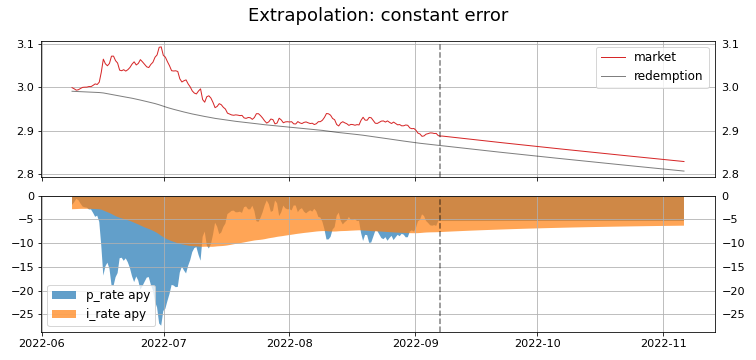 Extrapolation: constant error
3.1 3.1
market
redemption
3.0 3.0
2.9 2.9
2.8 2.8
0 0
−5 −5
−10 −10
−15 −15
−20 −20
−25 −25
p_rate apy
i_rate apy
2022-06 2022-07 2022-08 2022-09 2022-10 2022-11